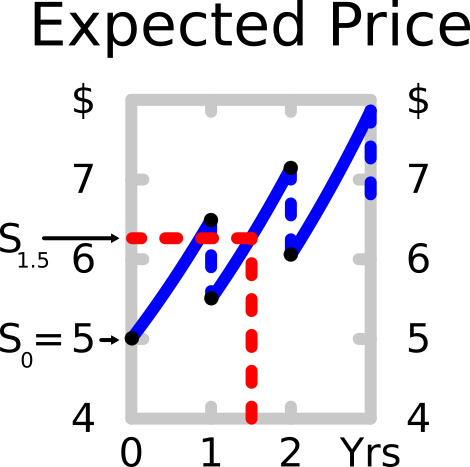 Expected Price
$ $
7 7
S1.5
6 6
S0= 5 5
4 4
0 1 2 Yrs